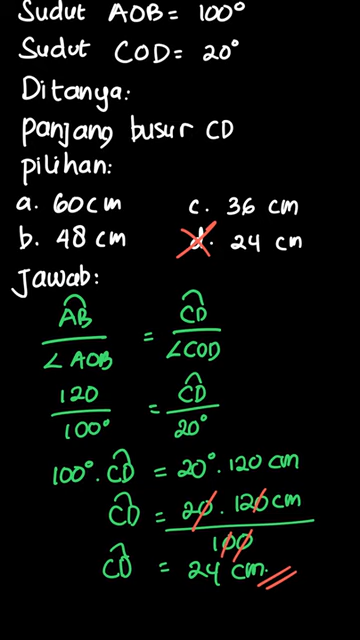 Sudut AOB = 100°
Sudut COD = 20°
Ditanya:
Panjang busur CD
pilihan:
a. 60 cm c. 36 cm
b. 48 cm d. 24 cm
Jawab:
AB/∠AOB = CD/∠COD
120/100° = CD/20°
100° . CD = 20° . 120 cm
CD = 20 . 120 cm/100
CD = 24 cm